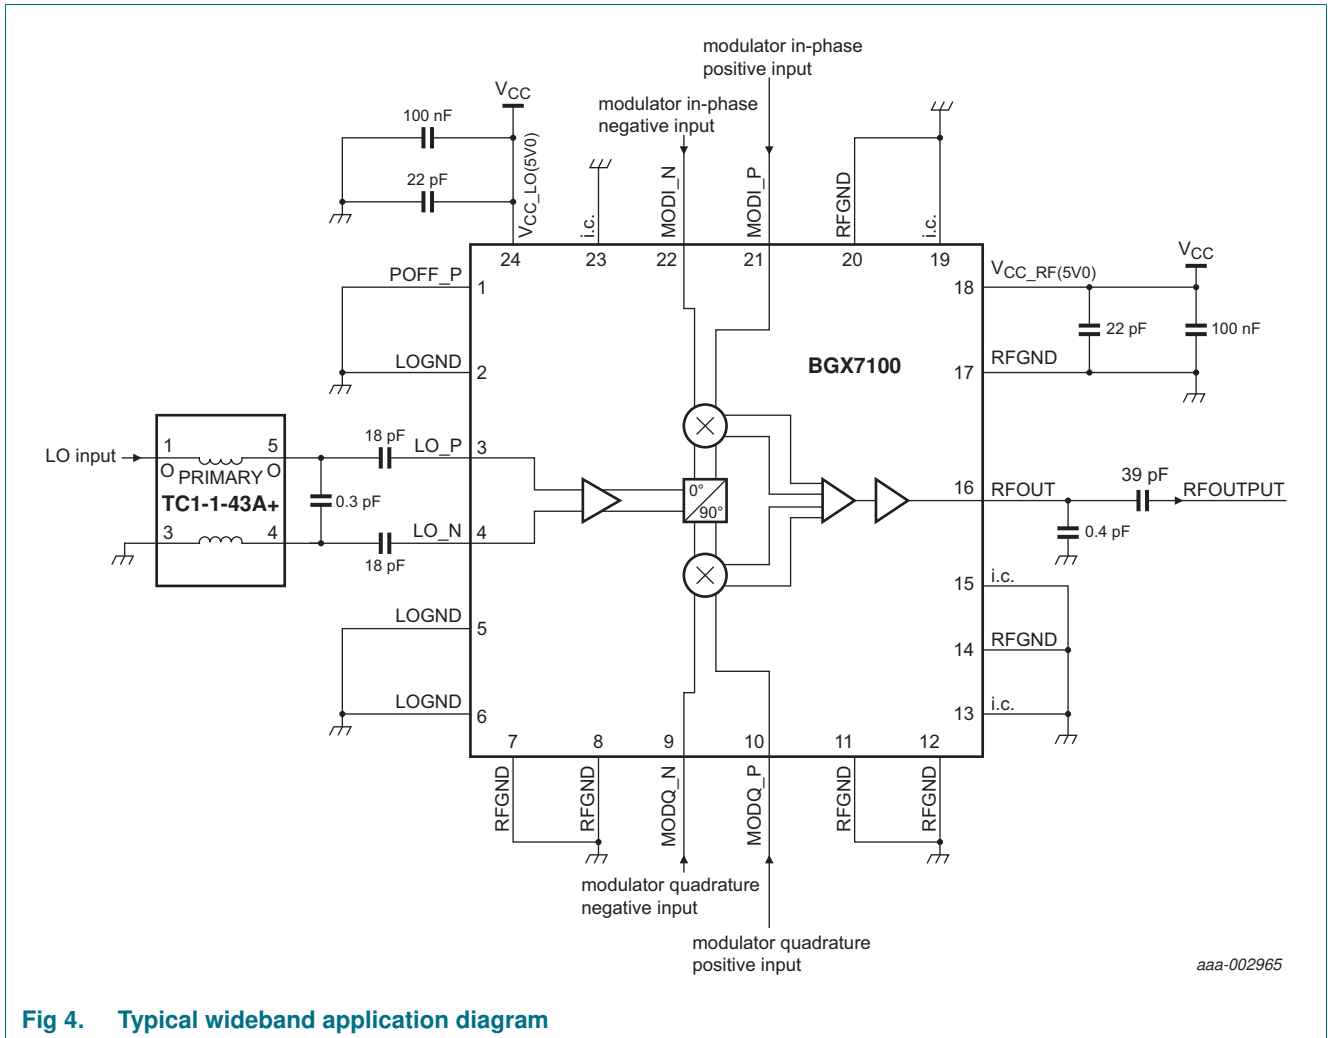 modulator in-phase
positive input
VCC
modulator in-phase
negative input
100 nF
22 pF
VCC_LO(5V0)
i.c.
MODI_N
MODI_P
RFGND
i.c.
24
23
22
21
20
19
POFF_P
1
LOGND
2
BGX7100
18
VCC_RF(5V0)
VCC
22 pF
100 nF
17
RFGND
LO input
1
5
O
PRIMARY
O
TC1-1-43A+
3
4
0.3 pF
18 pF
LO_P
3
LO_N
4
18 pF
0°
90°
16
RFOUT
39 pF
RFOUTPUT
0.4 pF
15
i.c.
14
RFGND
13
i.c.
LOGND
5
LOGND
6
7
8
9
10
11
12
RFGND
RFGND
MODQ_N
MODQ_P
RFGND
RFGND
modulator quadrature
negative input
modulator quadrature
positive input
aaa-002965
Fig 4. Typical wideband application diagram